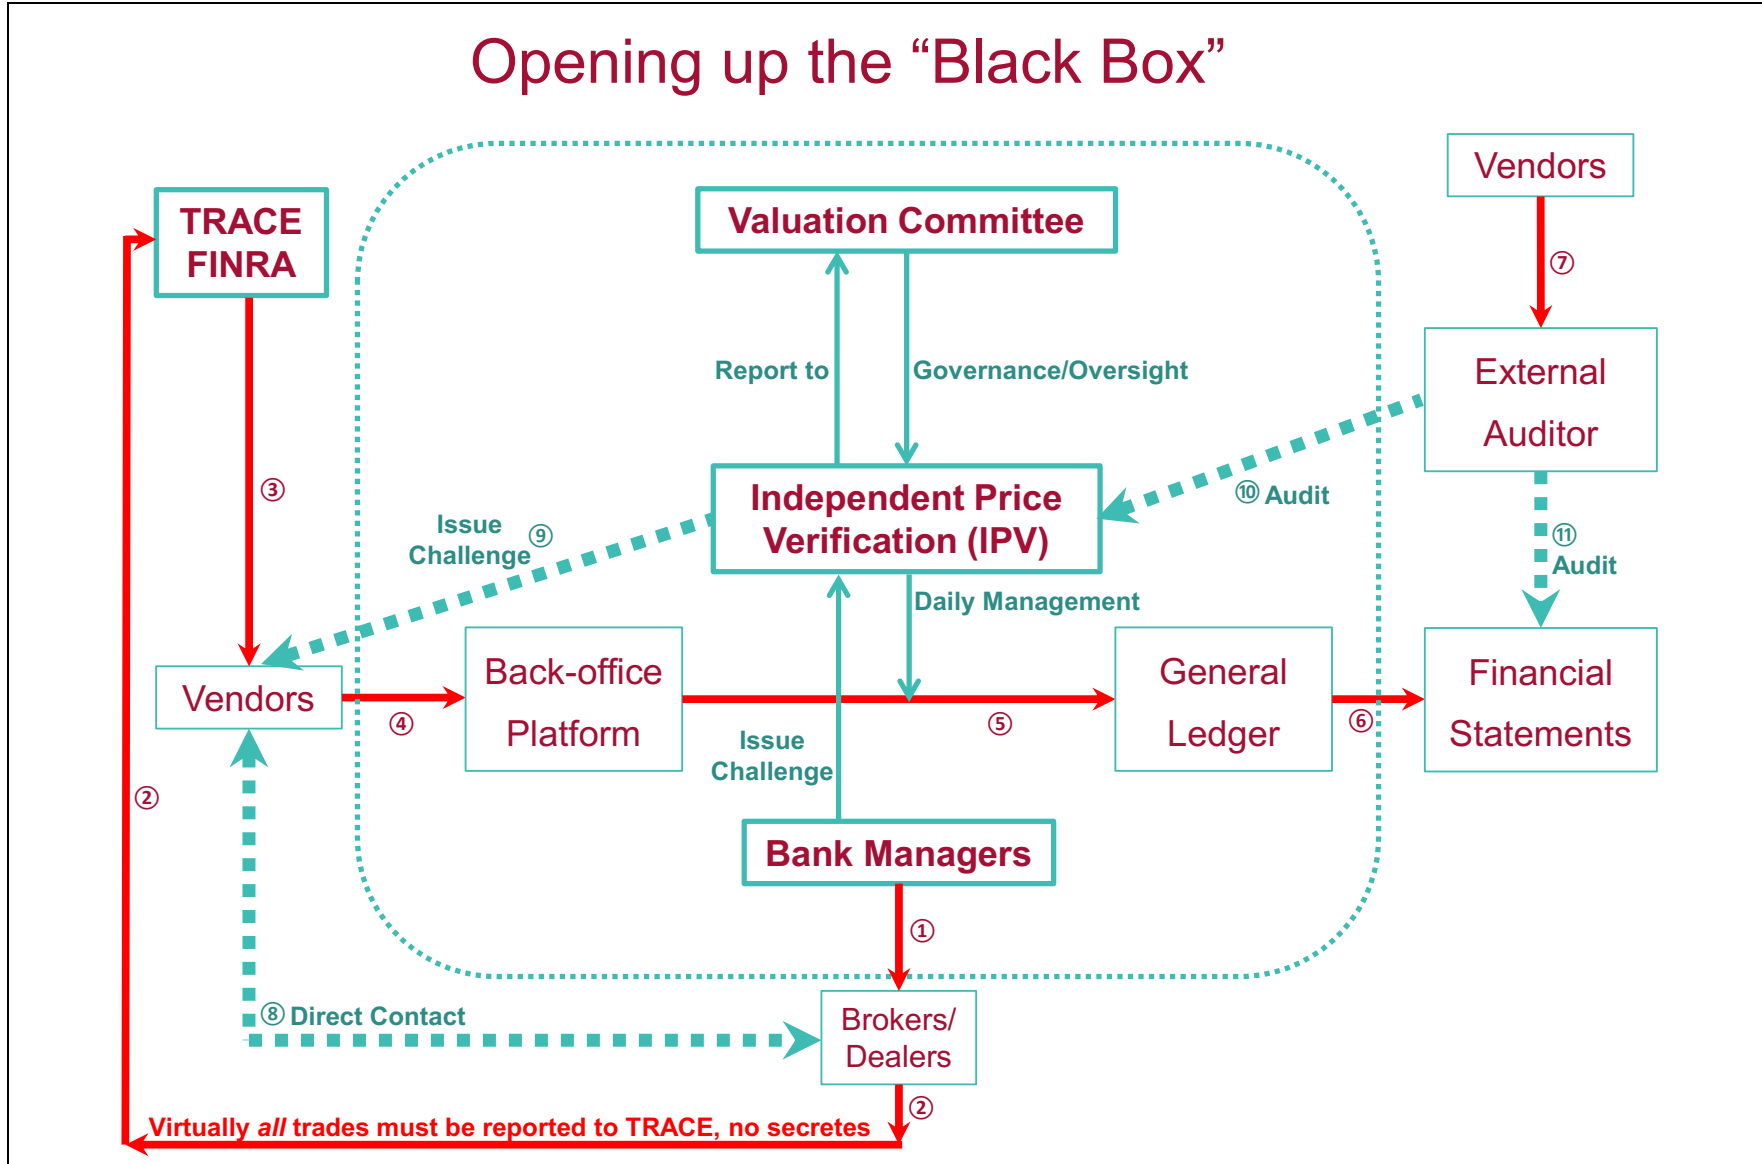 Opening up the “Black Box”
TRACE
FINRA
Valuation Committee
Vendors
⑦
Report to
Governance/Oversight
External
Auditor
③
Independent Price
Verification (IPV)
⑩ Audit
Issue
Challenge ⑨
⑪
Audit
Daily Management
Vendors
④
Back-office
Platform
⑤
General
Ledger
⑥
Financial
Statements
Issue
Challenge
②
Bank Managers
①
⑧ Direct Contact
Brokers/
Dealers
②
Virtually all trades must be reported to TRACE, no secretes